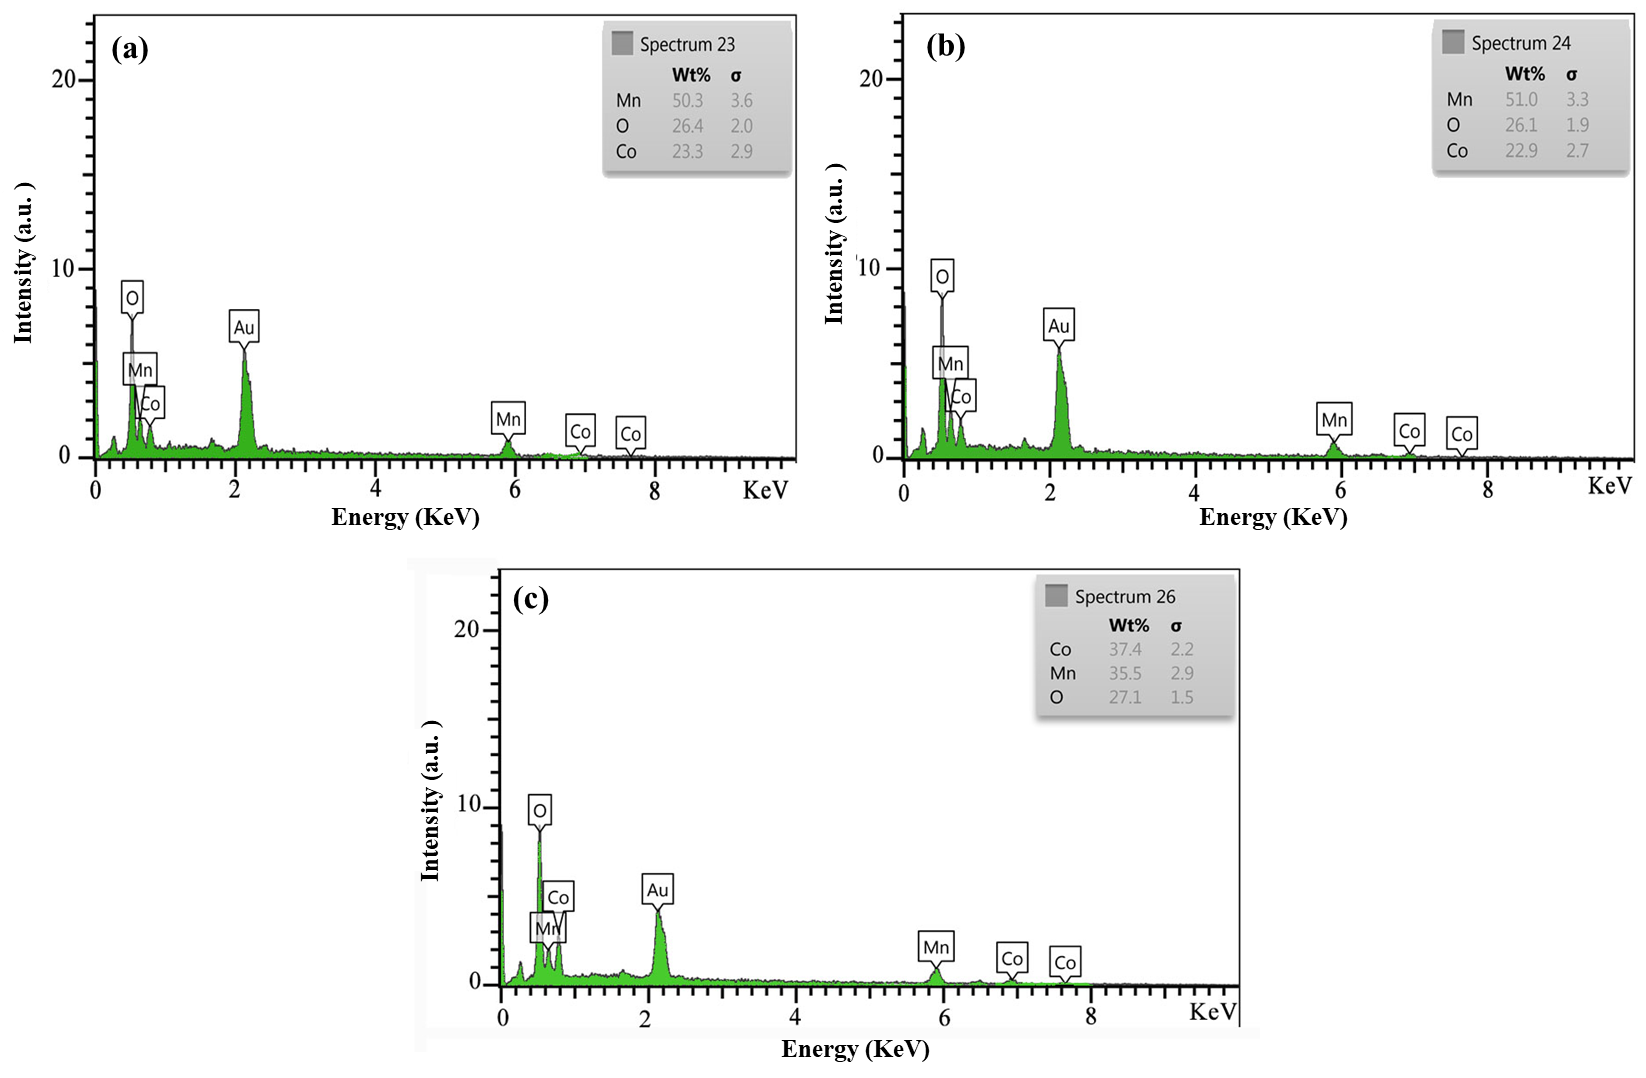 (a)
Spectrum 23
Wt% σ
Mn 50.3 3.6
O 26.4 2.0
Co 23.3 2.9
20
10
0
Intensity (a.u. )
O
Mn
Co
Au
Mn
Co
Co
0 2 4 6 8 KeV
Energy (KeV)
(b)
Spectrum 24
Wt% σ
Mn 51.0 3.3
O 26.1 1.9
Co 22.9 2.7
20
10
0
Intensity (a.u. )
O
Mn
Co
Au
Mn
Co
Co
0 2 4 6 8 KeV
Energy (KeV)
(c)
Spectrum 26
Wt% σ
Co 37.4 2.2
Mn 35.5 2.9
O 27.1 1.5
20
10
0
Intensity (a.u. )
O
Co
Mn
Au
Mn
Co
Co
0 2 4 6 8 KeV
Energy (KeV)